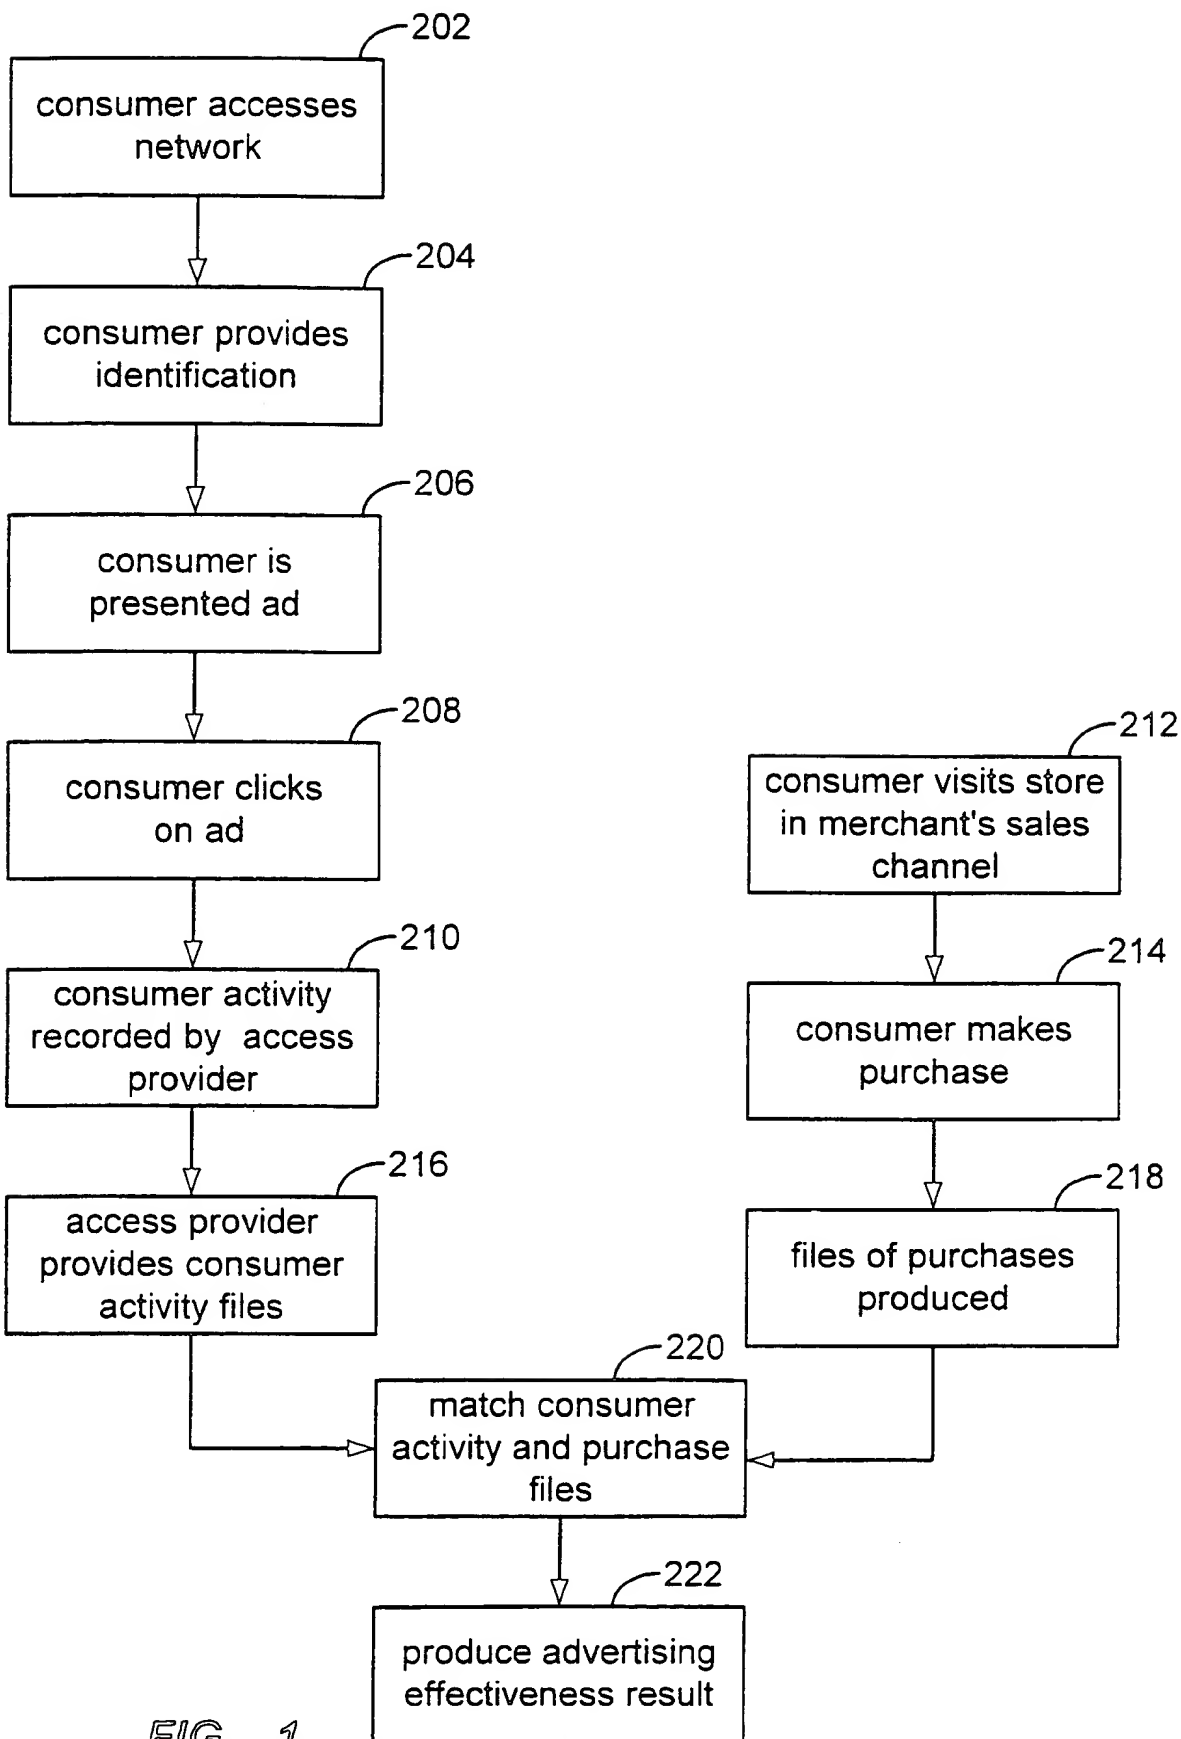 202
consumer accesses
network
204
consumer provides
identification
206
consumer is
presented ad
208
consumer clicks
on ad
210
consumer activity
recorded by access
provider
216
access provider
provides consumer
activity files
212
consumer visits store
in merchant's sales
channel
214
consumer makes
purchase
218
files of purchases
produced
220
match consumer
activity and purchase
files
222
produce advertising
effectiveness result
FIG. 1